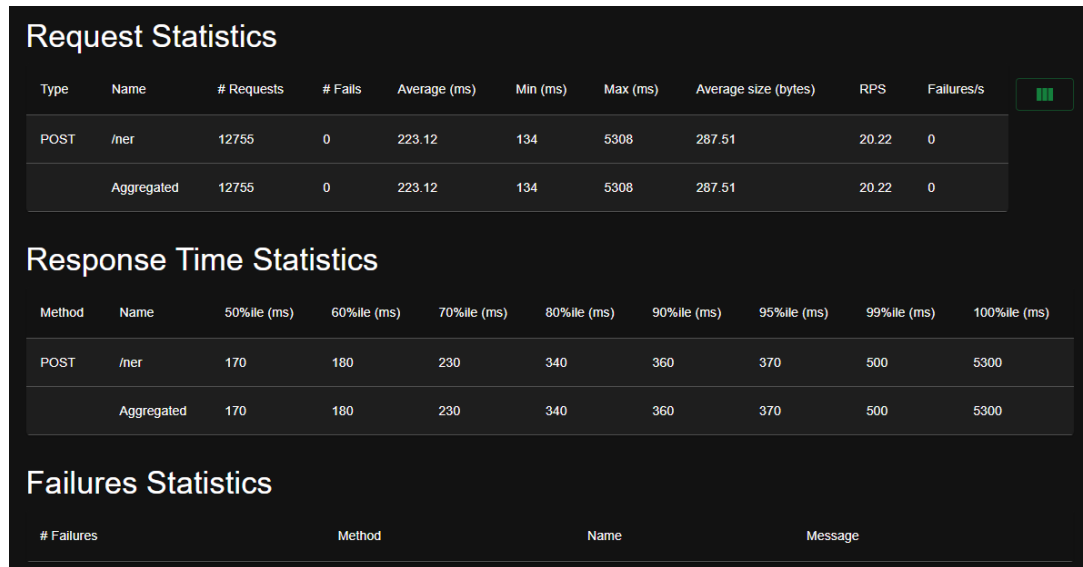 Request Statistics
Type Name # Requests # Fails Average (ms) Min (ms) Max (ms) Average size (bytes) RPS Failures/s
POST /ner 12755 0 223.12 134 5308 287.51 20.22 0
Aggregated 12755 0 223.12 134 5308 287.51 20.22 0
Response Time Statistics
Method Name 50%ile (ms) 60%ile (ms) 70%ile (ms) 80%ile (ms) 90%ile (ms) 95%ile (ms) 99%ile (ms) 100%ile (ms)
POST /ner 170 180 230 340 360 370 500 5300
Aggregated 170 180 230 340 360 370 500 5300
Failures Statistics
# Failures Method Name Message